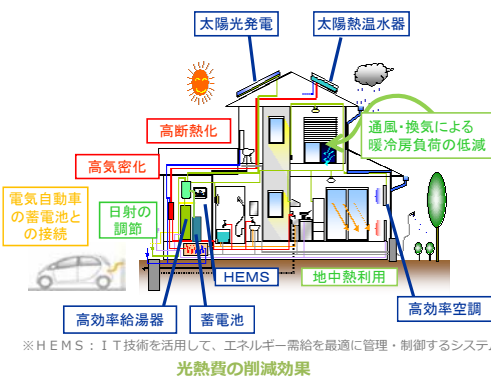 太陽光発電
太陽熱温水器
高断熱化
通風・換気による
暖冷房負荷の低減
高気密化
電気自動車
の蓄電池と
の接続
日射の
調節
HEMS
地中熱利用
高効率給湯器
蓄電池
高効率空調
※HEMS:IT技術を活用して、エネルギー需給を最適に管理・制御するシステム
光熱費の削減効果